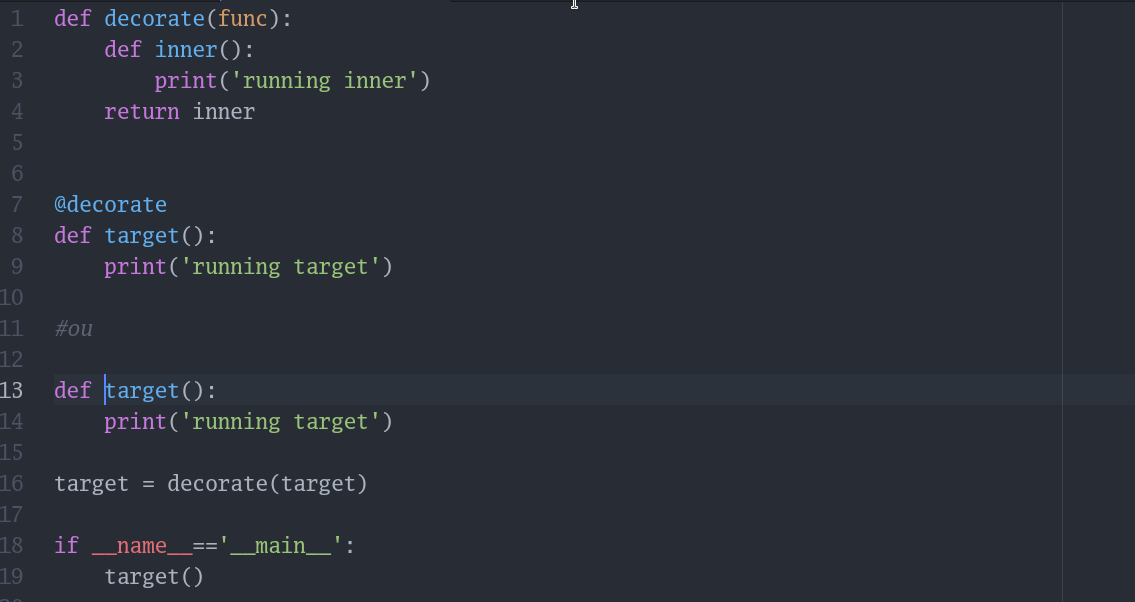 1 def decorate(func):
2     def inner():
3         print('running inner')
4     return inner
5
6
7 @decorate
8 def target():
9     print('running target')
10
11 #ou
12
13 def target():
14     print('running target')
15
16 target = decorate(target)
17
18 if __name__=='__main__':
19     target()